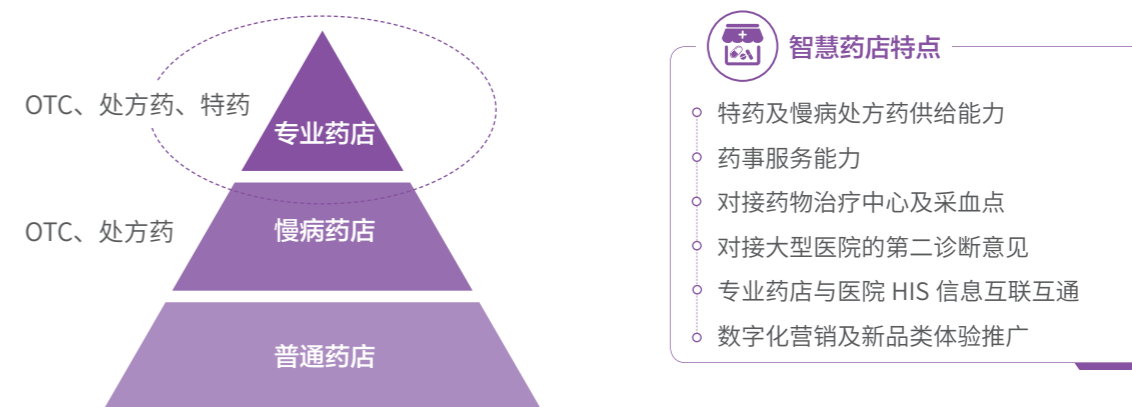 OTC、处方药、特药
专业药店
OTC、处方药
慢病药店
普通药店
智慧药店特点
特药及慢病处方药供给能力
药事服务能力
对接药物治疗中心及采血点
对接大型医院的第二诊断意见
专业药店与医院 HIS 信息互联互通
数字化营销及新品类体验推广